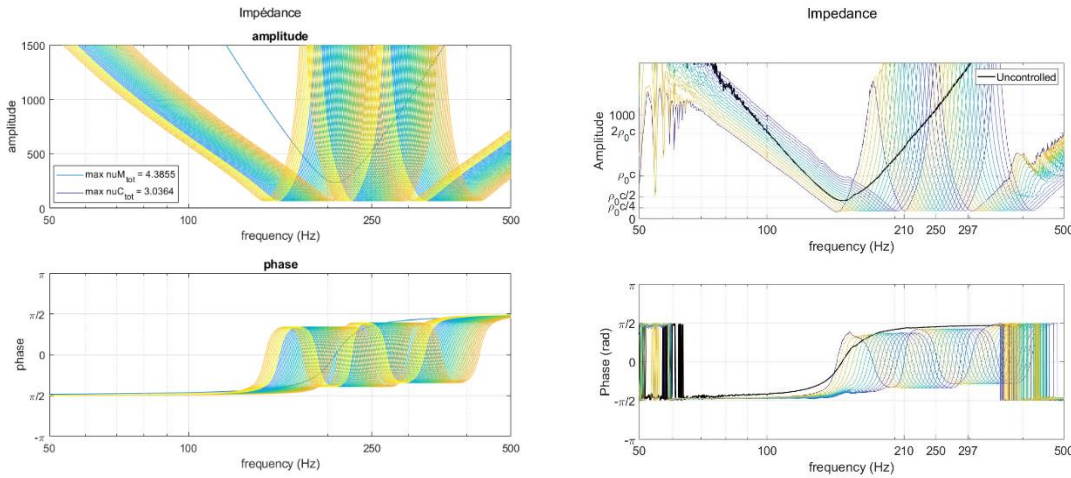 Impédance
amplitude
1500
1000
500
0
amplitude
max nuM_tot = 4.3855
max nuC_tot = 3.0364
50
100
250
500
frequency (Hz)
phase
π
π/2
0
π/2
-π
phase
50
100
250
500
frequency (Hz)
Impedance
Uncontrolled
1000
2ρ₀c
ρ₀c
ρ₀c/2
ρ₀c/4
0
Amplitude
50
100
210
250
297
500
frequency (Hz)
π
π/2
0
-π/2
-π
Phase (rad)
50
100
210
250
297
500
frequency (Hz)